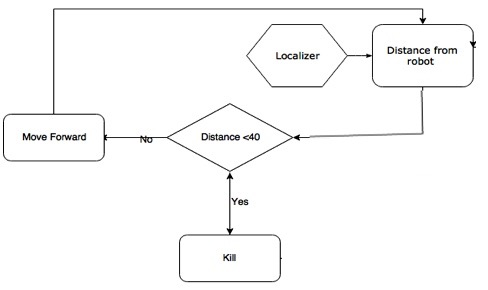 Localizer
Distance from
robot
Move Forward
No
Distance <40
Yes
Kill